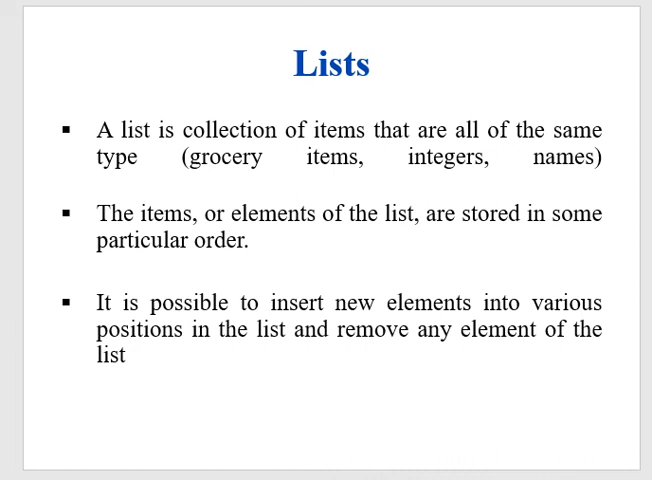 Lists
▪ A list is collection of items that are all of the same
type (grocery items, integers, names)
▪ The items, or elements of the list, are stored in some
particular order.
▪ It is possible to insert new elements into various
positions in the list and remove any element of the
list